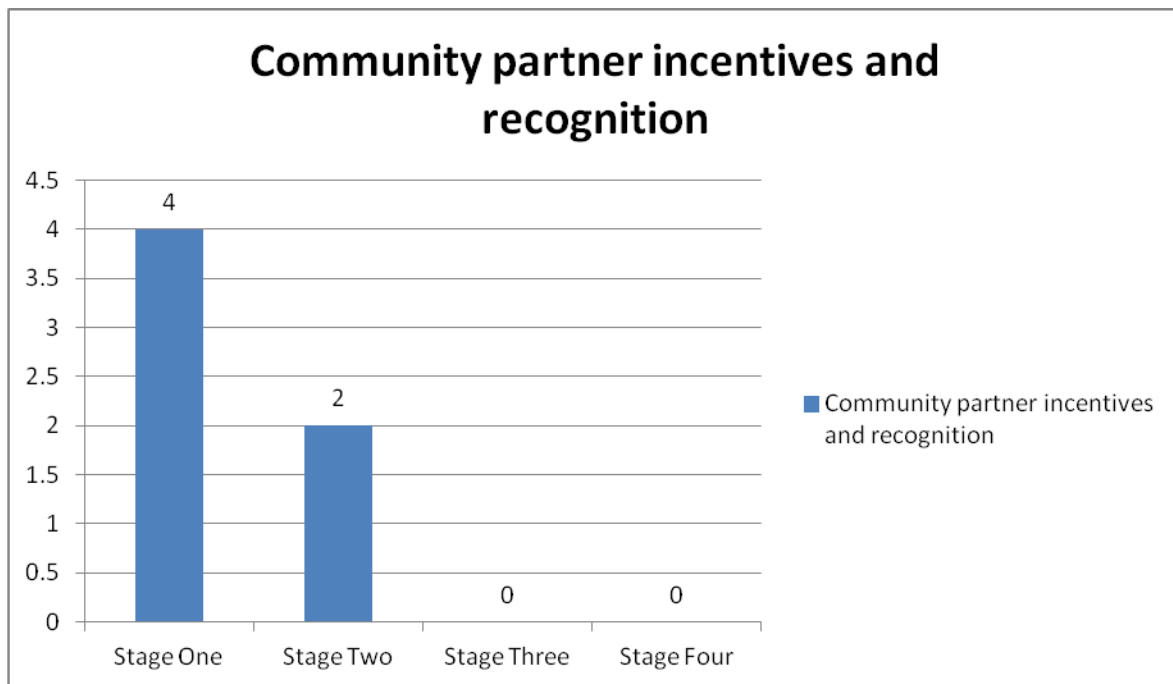 Community partner incentives and
recognition
4.5
4
3.5
3
2.5
2
1.5
1
0.5
0
4
2
0
0
Stage One
Stage Two
Stage Three
Stage Four
Community partner incentives
and recognition